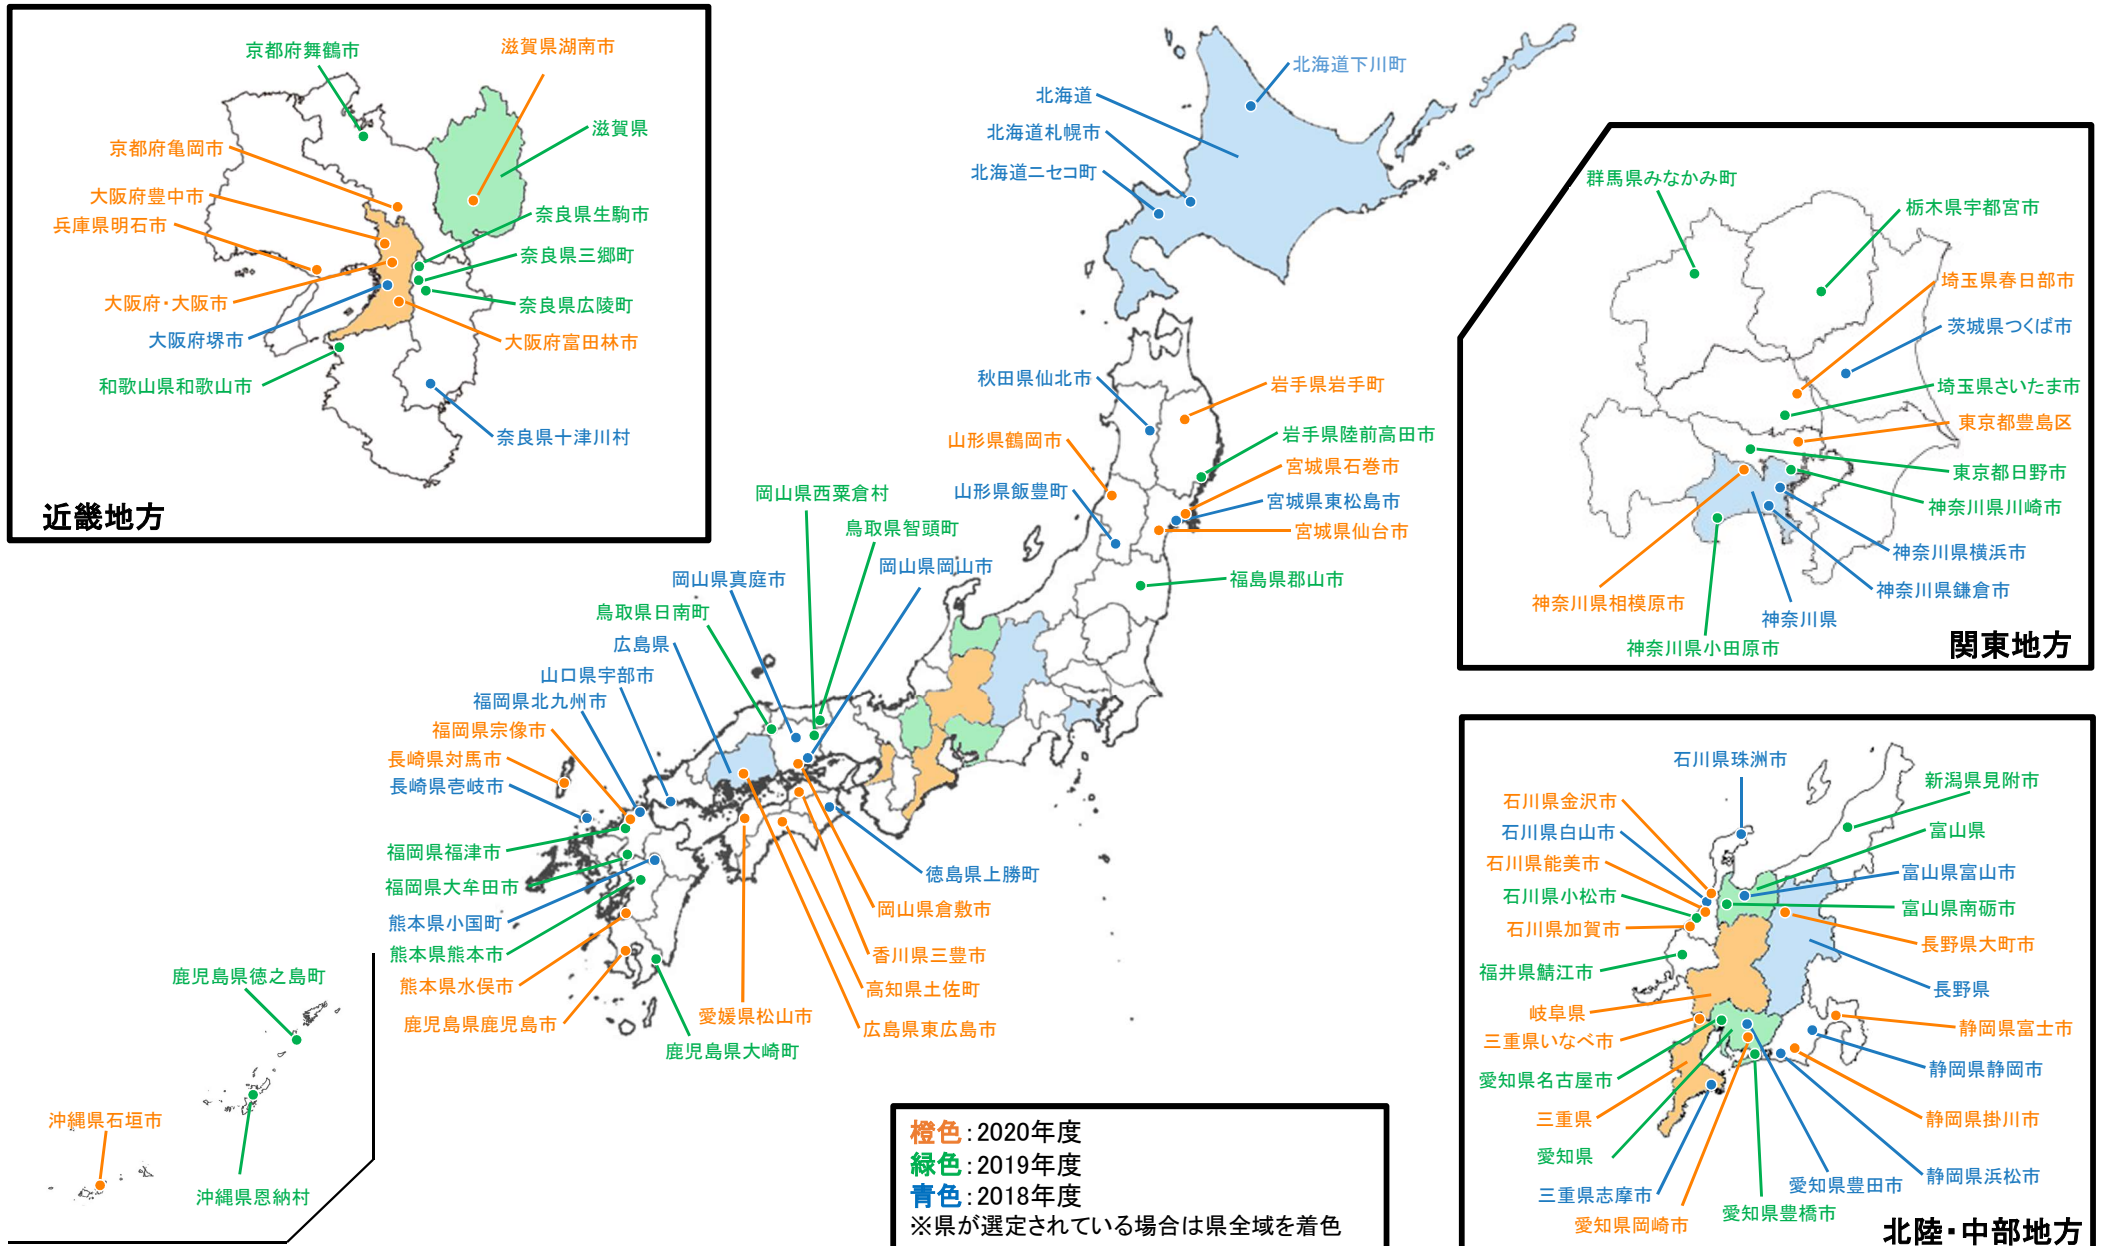 京都府舞鶴市
滋賀県湖南市
滋賀県
京都府亀岡市
大阪府豊中市
兵庫県明石市
奈良県生駒市
奈良県三郷町
大阪府・大阪市
奈良県広陵町
大阪府堺市
大阪府富田林市
和歌山県和歌山市
奈良県十津川村
近畿地方
北海道下川町
北海道
北海道札幌市
北海道ニセコ町
秋田県仙北市
岩手県岩手町
山形県鶴岡市
岩手県陸前高田市
宮城県石巻市
山形県飯豊町
宮城県東松島市
宮城県仙台市
福島県郡山市
岡山県西粟倉村
鳥取県智頭町
岡山県岡山市
岡山県真庭市
鳥取県日南町
広島県
山口県宇部市
福岡県北九州市
福岡県宗像市
長崎県対馬市
長崎県壱岐市
福岡県福津市
福岡県大牟田市
熊本県小国町
熊本県熊本市
熊本県水俣市
鹿児島県鹿児島市
徳島県上勝町
岡山県倉敷市
香川県三豊市
高知県土佐町
愛媛県松山市
広島県東広島市
鹿児島県大崎町
鹿児島県徳之島町
沖縄県石垣市
沖縄県恩納村
群馬県みなかみ町
栃木県宇都宮市
埼玉県春日部市
茨城県つくば市
埼玉県さいたま市
東京都豊島区
東京都日野市
神奈川県川崎市
神奈川県横浜市
神奈川県鎌倉市
神奈川県相模原市
神奈川県
神奈川県小田原市
関東地方
石川県珠洲市
新潟県見附市
石川県金沢市
富山県
石川県白山市
石川県能美市
富山県富山市
石川県小松市
富山県南砺市
石川県加賀市
長野県大町市
福井県鯖江市
長野県
岐阜県
静岡県富士市
三重県いなべ市
静岡県静岡市
愛知県名古屋市
三重県
静岡県掛川市
愛知県
静岡県浜松市
三重県志摩市
愛知県豊田市
愛知県豊橋市
愛知県岡崎市
北陸・中部地方
橙色：2020年度
緑色：2019年度
青色：2018年度
※県が選定されている場合は県全域を着色